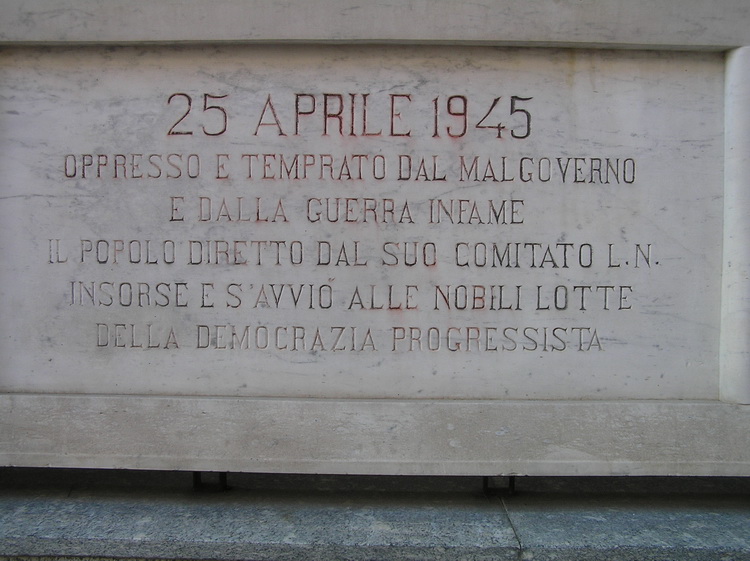 25 APRILE 1945
OPPRESSO E TEMPRATO DAL MALGOVERNO
E DALLA GUERRA INFAME
IL POPOLO DIRETTO DAL SUO COMITATO L.N.
INSORSE E S'AVVIÒ ALLE NOBILI LOTTE
DELLA DEMOCRAZIA PROGRESSISTA